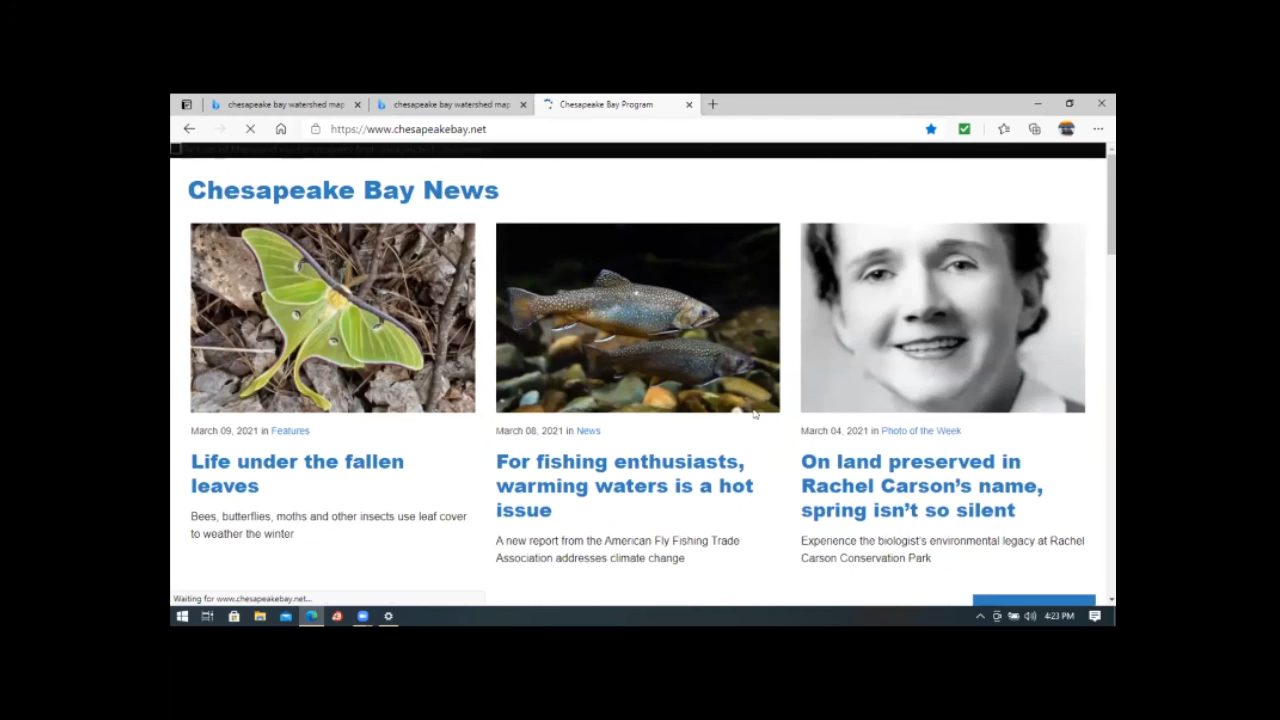 chesapeake bay watershed map
chesapeake bay watershed map
Chesapeake Bay Program
https://www.chesapeakebay.net
Chesapeake Bay News
March 09, 2021 in Features
Life under the fallen
leaves
Bees, butterflies, moths and other insects use leaf cover
to weather the winter
March 08, 2021 in News
For fishing enthusiasts,
warming waters is a hot
issue
A new report from the American Fly Fishing Trade
Association addresses climate change
March 04, 2021 in Photo of the Week
On land preserved in
Rachel Carson’s name,
spring isn’t so silent
Experience the biologist's environmental legacy at Rachel
Carson Conservation Park
Waiting for www.chesapeakebay.net...
4:23 PM